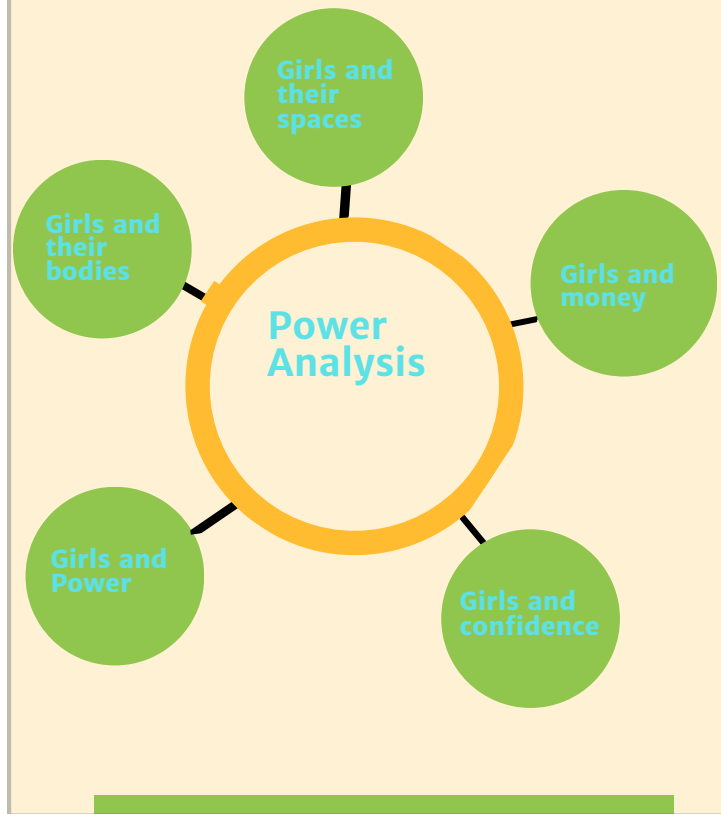 Girls and
their
spaces
Girls and
their
bodies
Girls and
money
Power
Analysis
Girls and
Power
Girls and
confidence